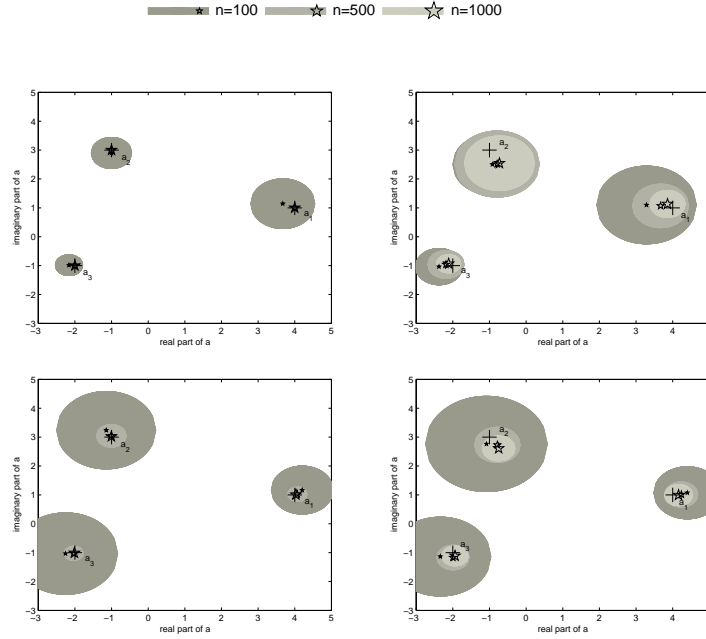 n=100 n=500 n=1000
5
4
3
2
1
0
−1
−2
−3
imaginary part of a
a2
a1
a3
−3 −2 −1 0 1 2 3 4 5
real part of a
5
4
3
2
1
0
−1
−2
−3
imaginary part of a
a2
a1
a3
−3 −2 −1 0 1 2 3 4
real part of a
5
4
3
2
1
0
−1
−2
−3
imaginary part of a
a2
a1
a3
−3 −2 −1 0 1 2 3 4 5
real part of a
5
4
3
2
1
0
−1
−2
−3
imaginary part of a
a2
a1
a3
−3 −2 −1 0 1 2 3 4
real part of a